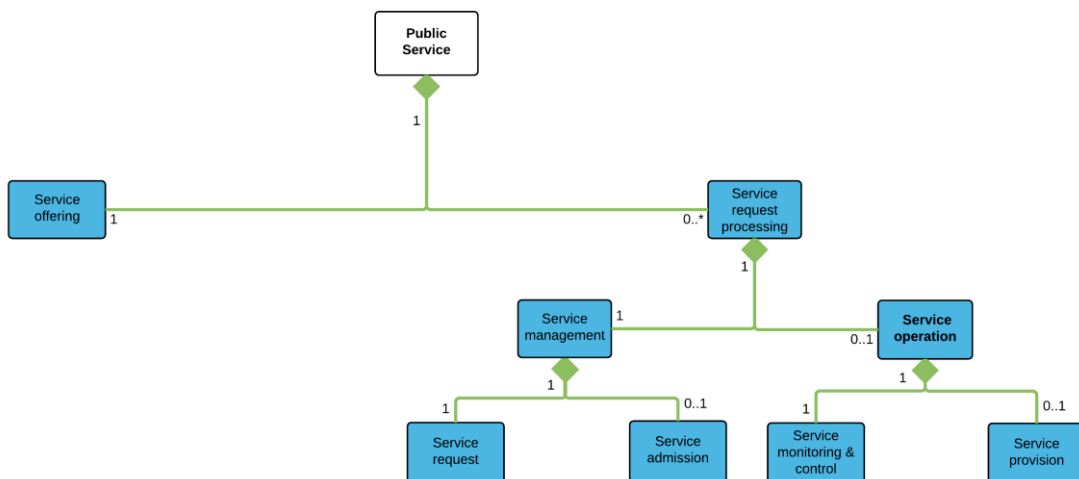 Public
Service
1
Service
offering
1
0..*
Service
request
processing
1
Service
management
1
0..1
Service
operation
1
1
1
0..1
1
0..1
Service
request
Service
admission
Service
monitoring &
control
Service
provision